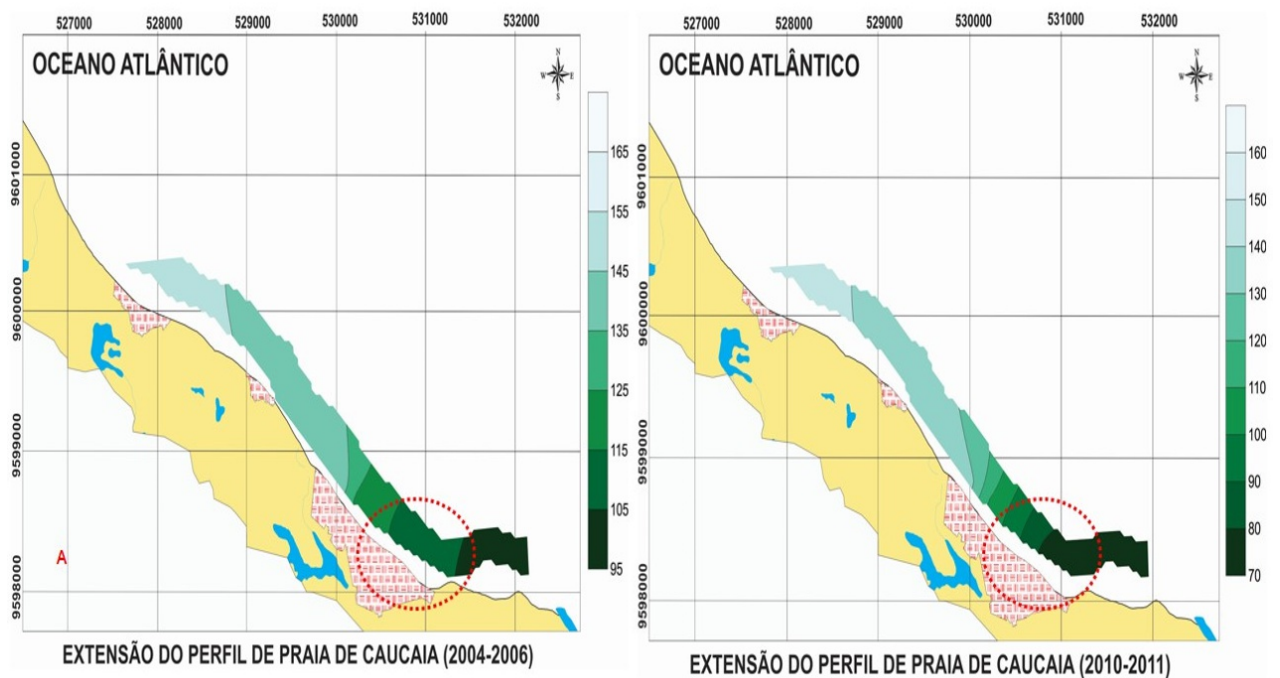 527000 528000 529000 530000 531000 532000
OCEANO ATLÂNTICO
N
W E
S
9601000
9600000
9599000
9598000
165
155
145
135
125
115
105
95
A
EXTENSÃO DO PERFIL DE PRAIA DE CAUCAIA (2004-2006)
527000 528000 529000 530000 531000 532000
OCEANO ATLÂNTICO
N
W E
S
9601000
9600000
9599000
9598000
160
150
140
130
120
110
100
90
80
70
EXTENSÃO DO PERFIL DE PRAIA DE CAUCAIA (2010-2011)